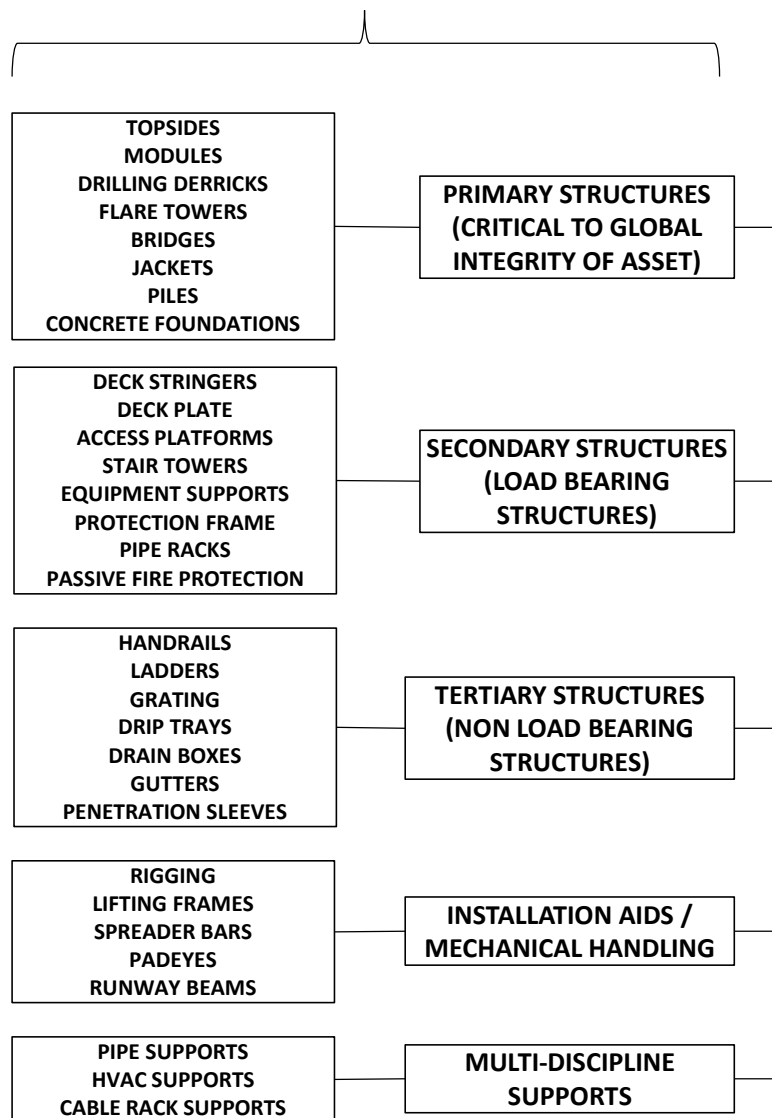 TOPSIDES
MODULES
DRILLING DERRICKS
FLARE TOWERS
BRIDGES
JACKETS
PILES
CONCRETE FOUNDATIONS
PRIMARY STRUCTURES
(CRITICAL TO GLOBAL
INTEGRITY OF ASSET)
DECK STRINGERS
DECK PLATE
ACCESS PLATFORMS
STAIR TOWERS
EQUIPMENT SUPPORTS
PROTECTION FRAME
PIPE RACKS
PASSIVE FIRE PROTECTION
SECONDARY STRUCTURES
(LOAD BEARING
STRUCTURES)
HANDRAILS
LADDERS
GRATING
DRIP TRAYS
DRAIN BOXES
GUTTERS
PENETRATION SLEEVES
TERTIARY STRUCTURES
(NON LOAD BEARING
STRUCTURES)
RIGGING
LIFTING FRAMES
SPREADER BARS
PADEYES
RUNWAY BEAMS
INSTALLATION AIDS /
MECHANICAL HANDLING
PIPE SUPPORTS
HVAC SUPPORTS
CABLE RACK SUPPORTS
MULTI-DISCIPLINE
SUPPORTS